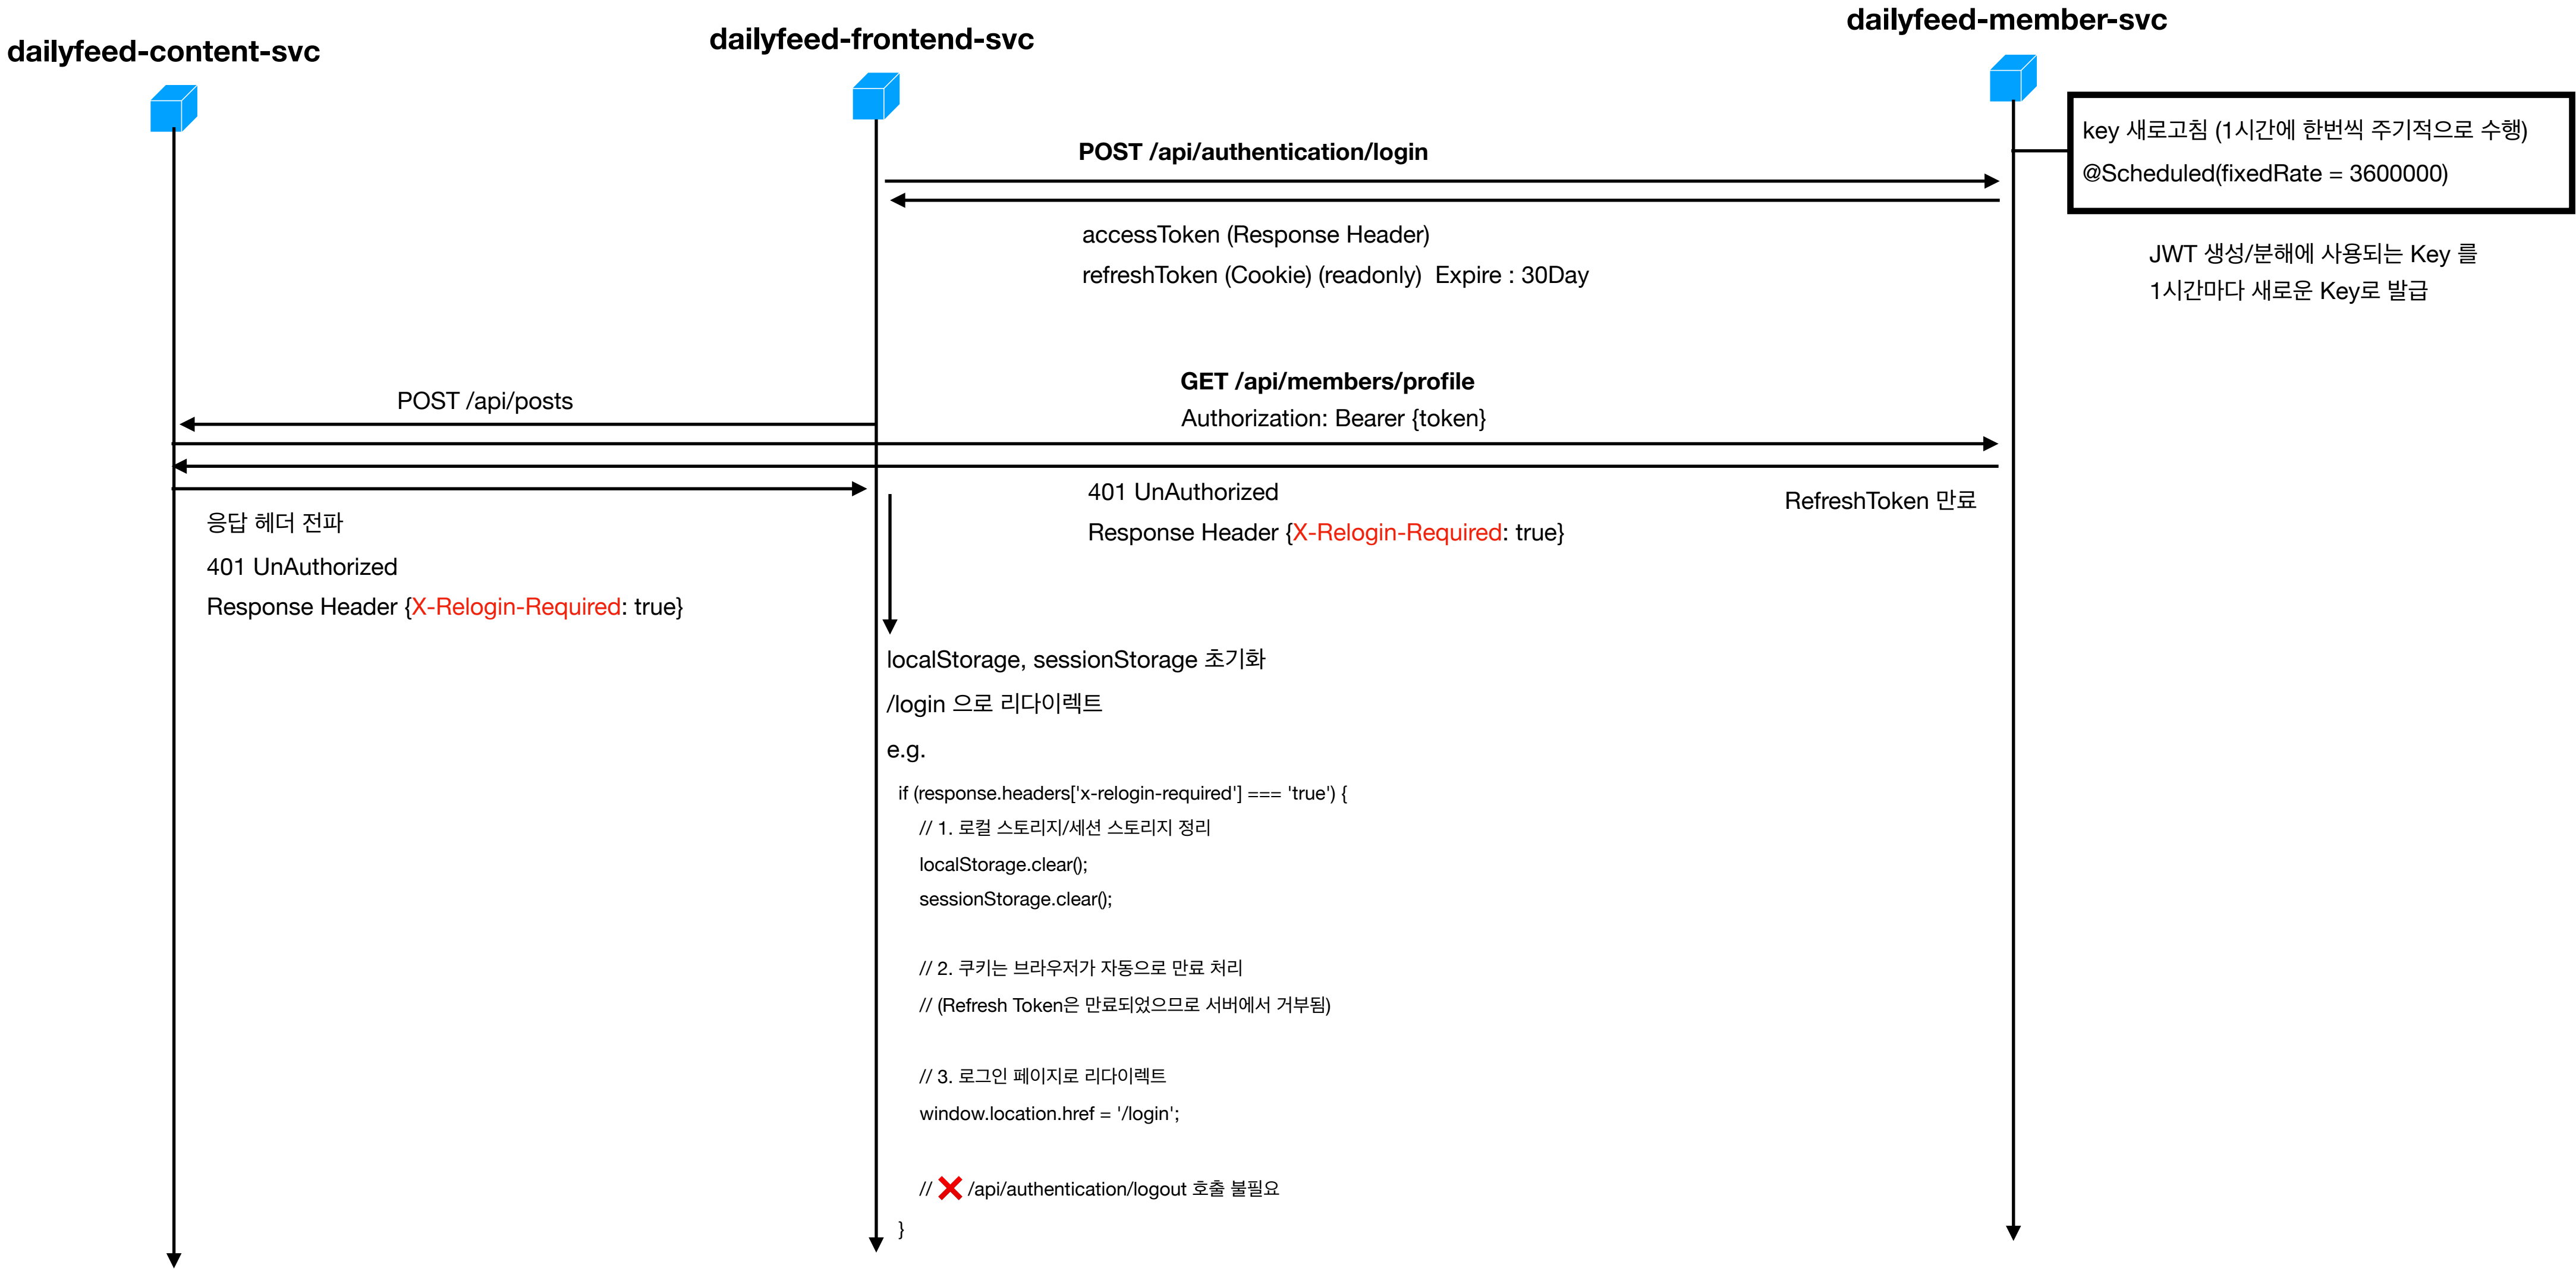 dailyfeed-content-svc
dailyfeed-frontend-svc
dailyfeed-member-svc
key 새로고침 (1시간에 한번씩 주기적으로 수행)
@Scheduled(fixedRate = 3600000)
JWT 생성/분해에 사용되는 Key 를
1시간마다 새로운 Key로 발급
POST /api/authentication/login
accessToken (Response Header)
refreshToken (Cookie) (readonly)  Expire : 30Day
POST /api/posts
GET /api/members/profile
Authorization: Bearer {token}
401 UnAuthorized
Response Header {X-Relogin-Required: true}
RefreshToken 만료
응답 헤더 전파
401 UnAuthorized
Response Header {X-Relogin-Required: true}
localStorage, sessionStorage 초기화
/login 으로 리다이렉트
e.g.
if (response.headers['x-relogin-required'] === 'true') {
// 1. 로컬 스토리지/세션 스토리지 정리
localStorage.clear();
sessionStorage.clear();
// 2. 쿠키는 브라우저가 자동으로 만료 처리
// (Refresh Token은 만료되었으므로 서버에서 거부됨)
// 3. 로그인 페이지로 리다이렉트
window.location.href = '/login';
// ❌ /api/authentication/logout 호출 불필요
}